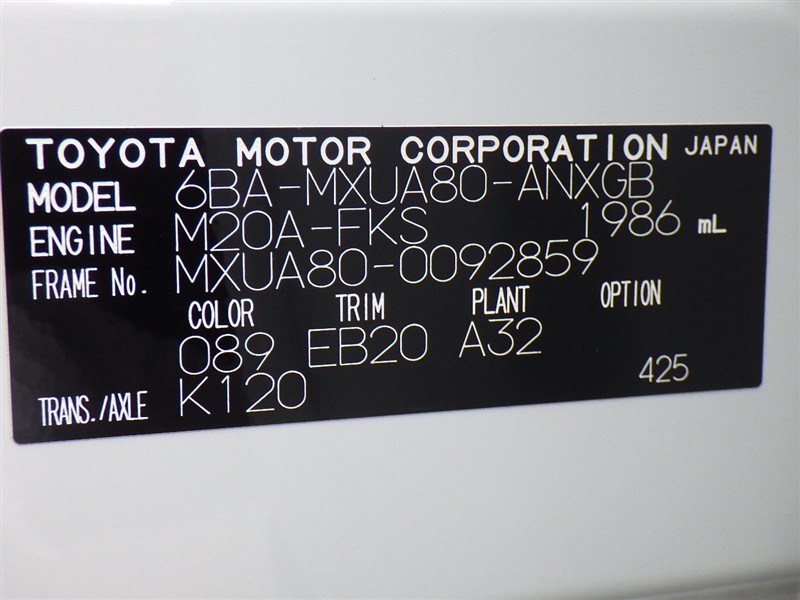 TOYOTA MOTOR CORPORATION JAPAN
MODEL 6BA-MXUA80-ANXGB
ENGINE M20A-FKS 1986 mL
FRAME No. MXUA80-0092859
COLOR TRIM PLANT OPTION
089 EB20 A32
TRANS./AXLE K120 425